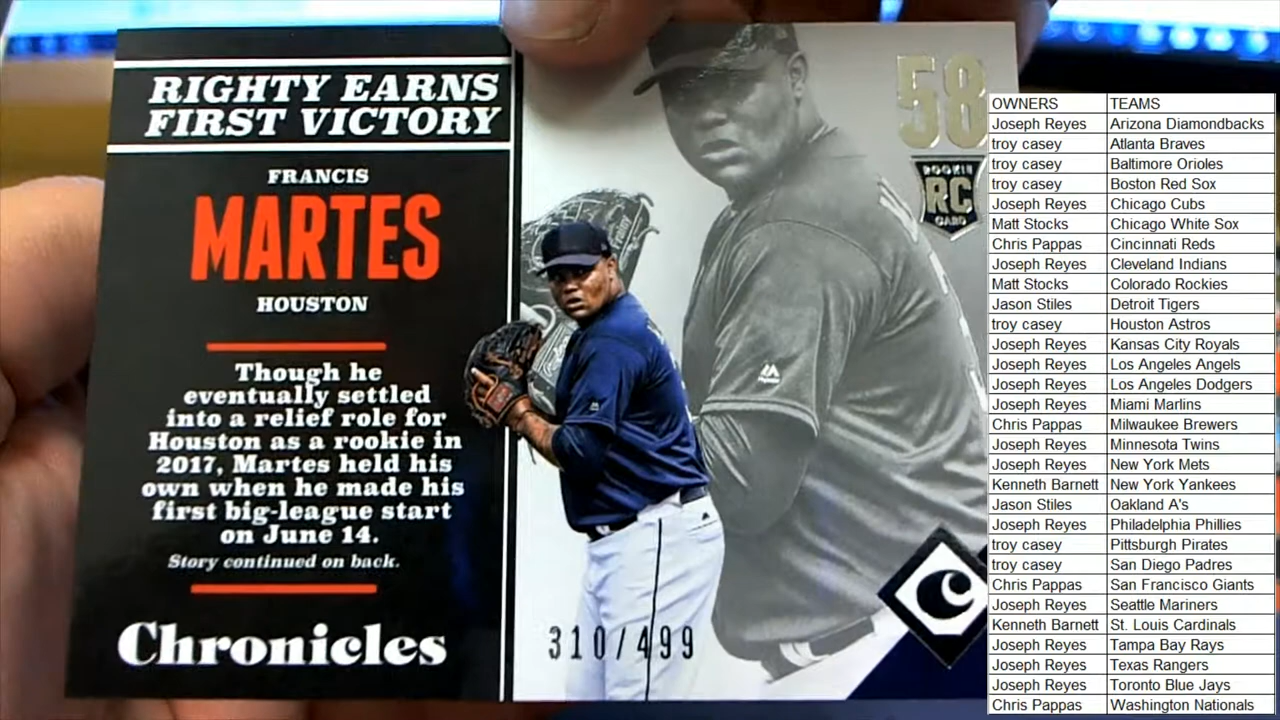 RIGHTY EARNS
FIRST VICTORY
FRANCIS
MARTES
HOUSTON
Though he
eventually settled
into a relief role for
Houston as a rookie in
2017, Martes held his
own when he made his
first big-league start
on June 14.
Story continued on back.
Chronicles
58
ROOKIE
RC
CARD
Majestic
C
310/499
OWNERS TEAMS
Joseph Reyes Arizona Diamondbacks
troy casey Atlanta Braves
troy casey Baltimore Orioles
troy casey Boston Red Sox
Joseph Reyes Chicago Cubs
Matt Stocks Chicago White Sox
Chris Pappas Cincinnati Reds
Joseph Reyes Cleveland Indians
Matt Stocks Colorado Rockies
Jason Stiles Detroit Tigers
troy casey Houston Astros
Joseph Reyes Kansas City Royals
Joseph Reyes Los Angeles Angels
Joseph Reyes Los Angeles Dodgers
Joseph Reyes Miami Marlins
Chris Pappas Milwaukee Brewers
Joseph Reyes Minnesota Twins
Joseph Reyes New York Mets
Kenneth Barnett New York Yankees
Jason Stiles Oakland A's
Joseph Reyes Philadelphia Phillies
troy casey Pittsburgh Pirates
troy casey San Diego Padres
Chris Pappas San Francisco Giants
Joseph Reyes Seattle Mariners
Kenneth Barnett St. Louis Cardinals
Joseph Reyes Tampa Bay Rays
Joseph Reyes Texas Rangers
Joseph Reyes Toronto Blue Jays
Chris Pappas Washington Nationals